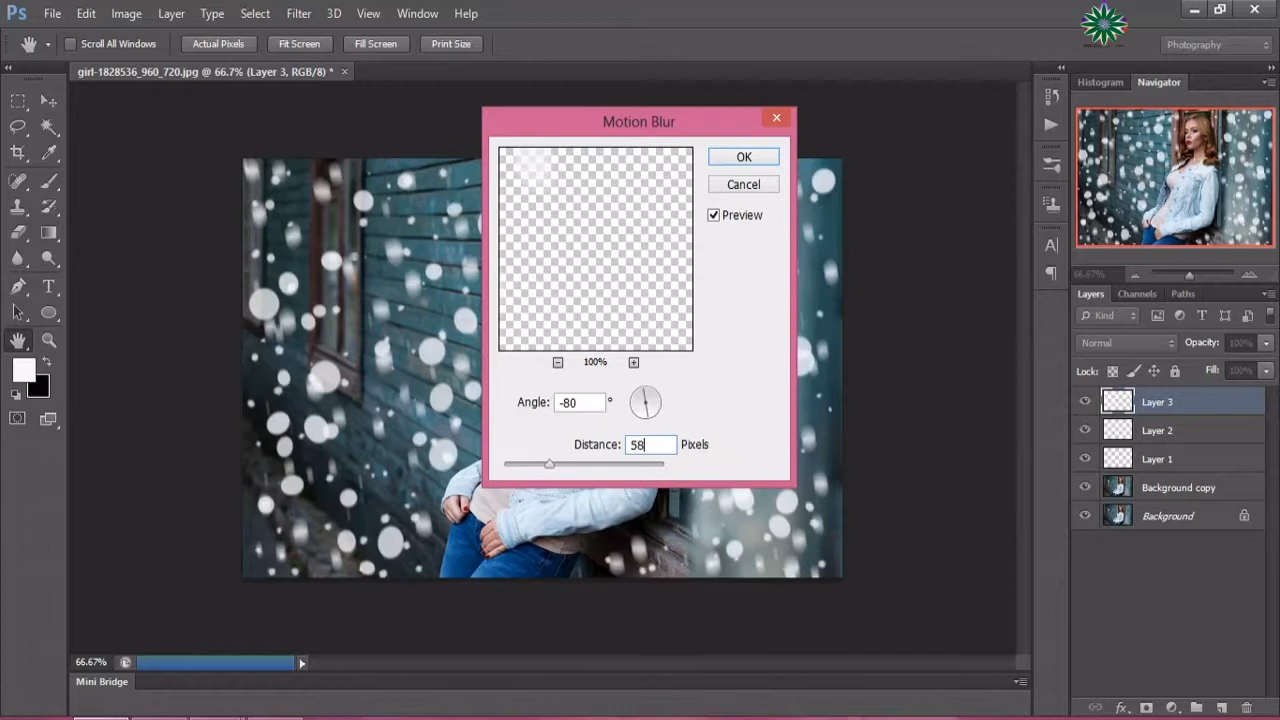 Ps File Edit Image Layer Type Select Filter 3D View Window Help
Scroll All Windows Actual Pixels Fit Screen Fill Screen Print Size Photography
girl-1828536_960_720.jpg @ 66.7% (Layer 3, RGB/8) * ×
Histogram Navigator
Motion Blur
OK
Cancel
Preview
100%
Angle: -80 °
Distance: 58 Pixels
66.67%
Layers Channels Paths
Kind
Normal Opacity: 100%
Lock: Fill: 100%
Layer 3
Layer 2
Layer 1
Background copy
Background
66.67%
Mini Bridge